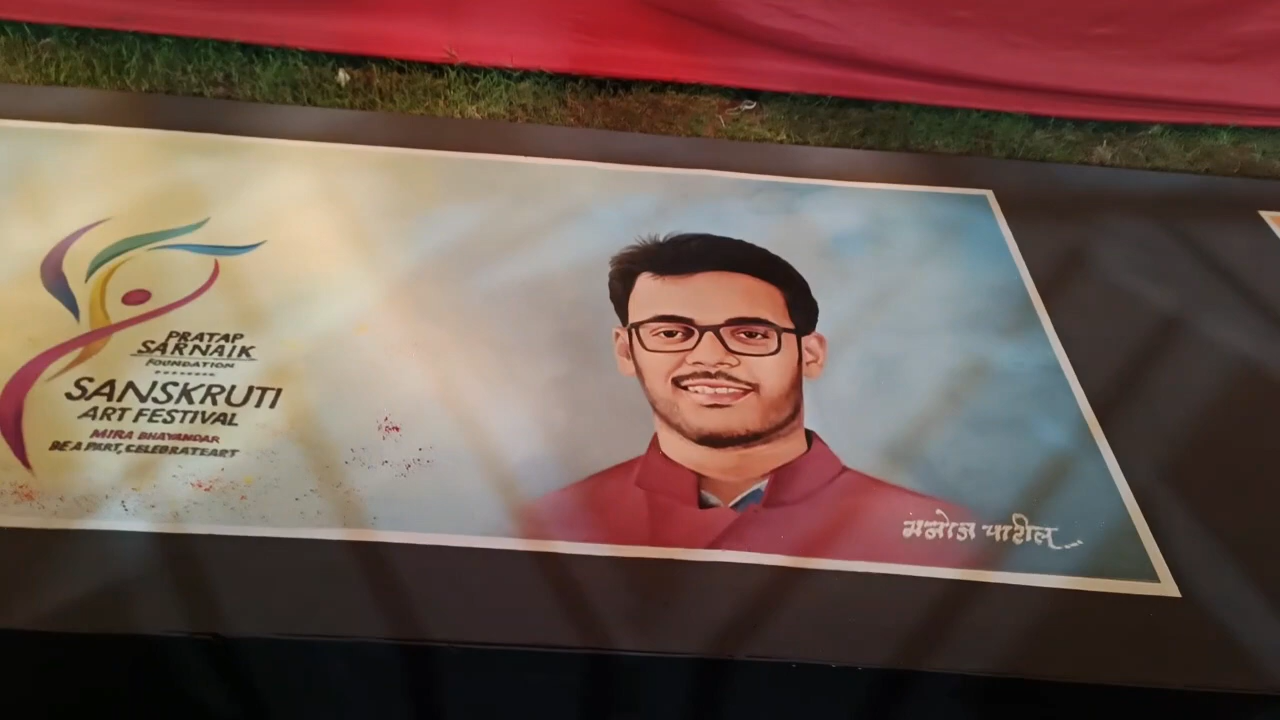 PRATAP
SARNAIK
FOUNDATION
SANSKRUTI
ART FESTIVAL
MIRA BHAYANDAR
BE A PART, CELEBRATE ART
मनोज पाटील...